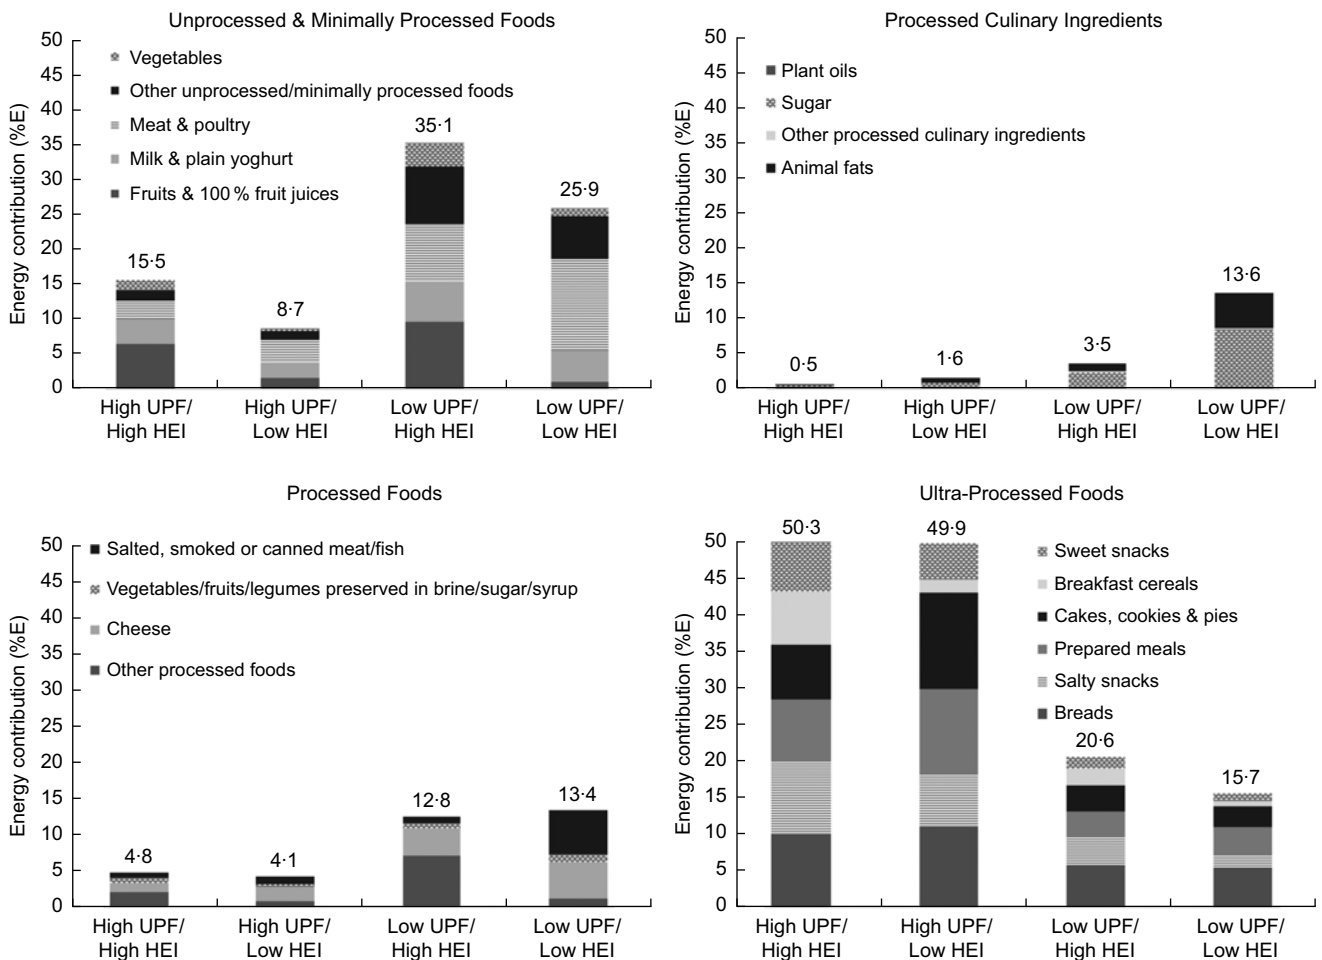 Unprocessed & Minimally Processed Foods
Energy contribution (%E)
50
45
40
35
30
25
20
15
10
5
0
Vegetables
Other unprocessed/minimally processed foods
Meat & poultry
Milk & plain yoghurt
Fruits & 100 % fruit juices
15·5
8·7
35·1
25·9
High UPF/
High HEI
High UPF/
Low HEI
Low UPF/
High HEI
Low UPF/
Low HEI
Processed Culinary Ingredients
Energy contribution (%E)
50
45
40
35
30
25
20
15
10
5
0
Plant oils
Sugar
Other processed culinary ingredients
Animal fats
0·5
1·6
3·5
13·6
High UPF/
High HEI
High UPF/
Low HEI
Low UPF/
High HEI
Low UPF/
Low HEI
Processed Foods
Energy contribution (%E)
50
45
40
35
30
25
20
15
10
5
0
Salted, smoked or canned meat/fish
Vegetables/fruits/legumes preserved in brine/sugar/syrup
Cheese
Other processed foods
4·8
4·1
12·8
13·4
High UPF/
High HEI
High UPF/
Low HEI
Low UPF/
High HEI
Low UPF/
Low HEI
Ultra-Processed Foods
Energy contribution (%E)
50
45
40
35
30
25
20
15
10
5
0
50·3
49·9
20·6
15·7
Sweet snacks
Breakfast cereals
Cakes, cookies & pies
Prepared meals
Salty snacks
Breads
High UPF/
High HEI
High UPF/
Low HEI
Low UPF/
High HEI
Low UPF/
Low HEI